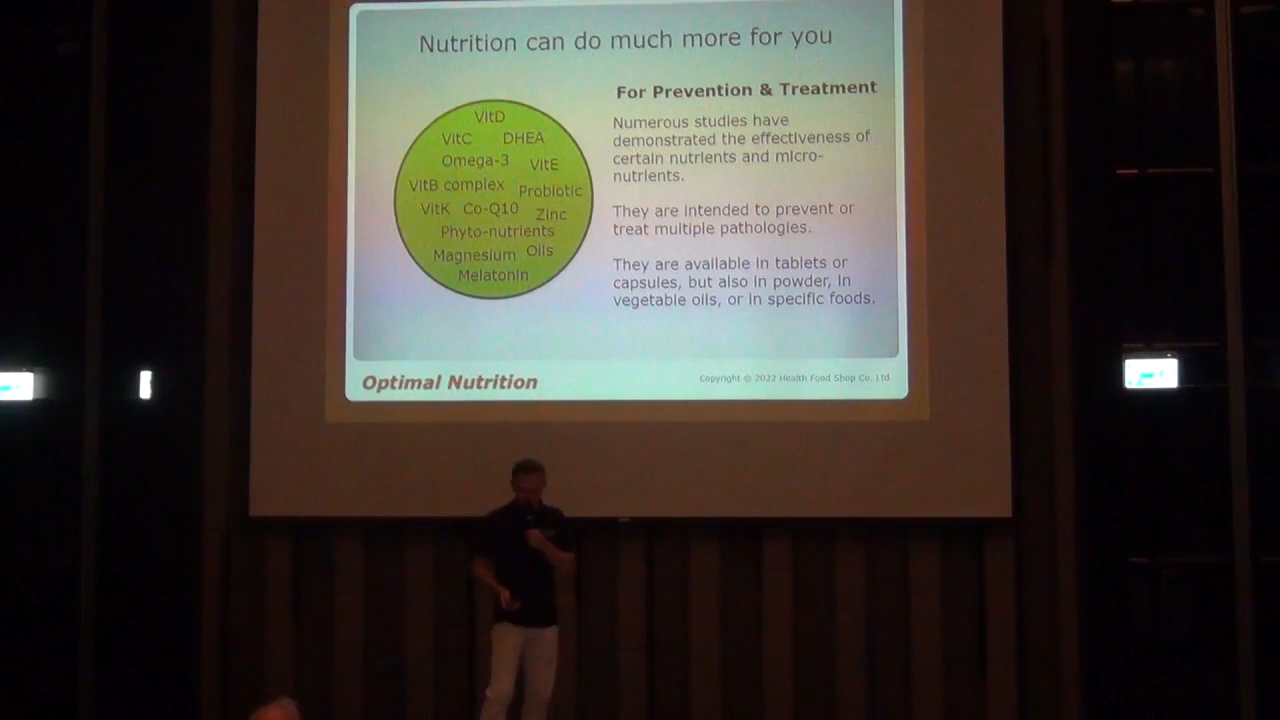 Nutrition can do much more for you
VitD
VitC DHEA
Omega-3 VitE
VitB complex Probiotic
VitK Co-Q10 Zinc
Phyto-nutrients
Magnesium Oils
Melatonin
For Prevention & Treatment
Numerous studies have
demonstrated the effectiveness of
certain nutrients and micro-
nutrients.
They are intended to prevent or
treat multiple pathologies.
They are available in tablets or
capsules, but also in powder, in
vegetable oils, or in specific foods.
Optimal Nutrition
Copyright © 2022 Health Food Shop Co. Ltd.